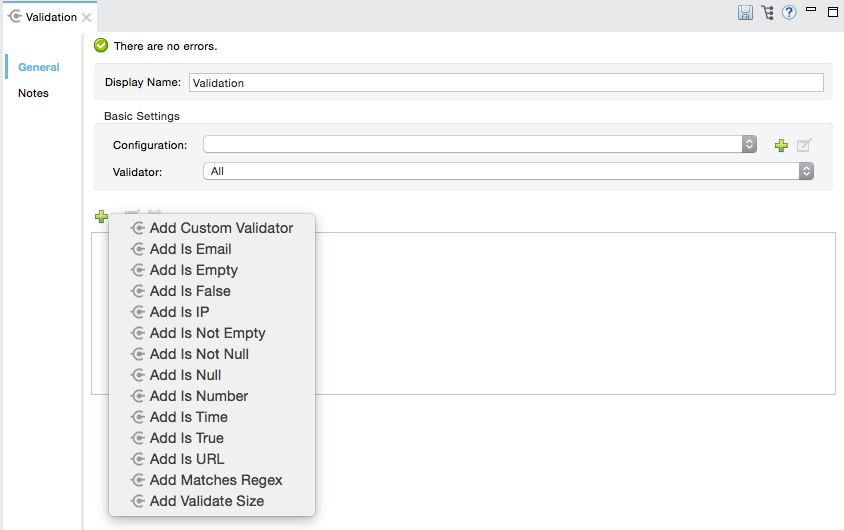 Validation
There are no errors.
General
Notes
Display Name: Validation
Basic Settings
Configuration:
Validator: All
Add Custom Validator
Add Is Email
Add Is Empty
Add Is False
Add Is IP
Add Is Not Empty
Add Is Not Null
Add Is Null
Add Is Number
Add Is Time
Add Is True
Add Is URL
Add Matches Regex
Add Validate Size